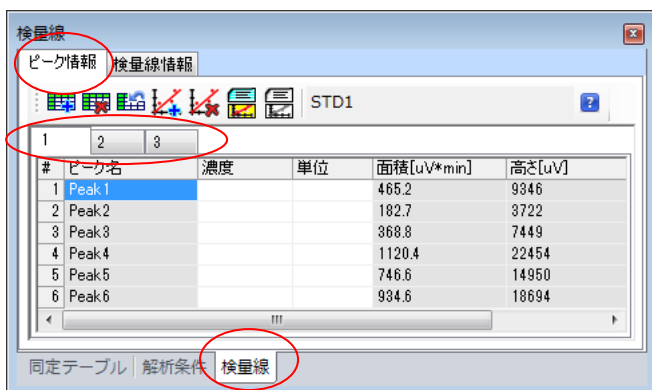 検量線
ピーク情報 検量線情報
STD1 ?
1 2 3
# ピーク名 濃度 単位 面積[uV*min] 高さ[uV]
1 Peak1 465.2 9346
2 Peak2 182.7 3722
3 Peak3 368.8 7449
4 Peak4 1120.4 22454
5 Peak5 746.6 14950
6 Peak6 934.6 18694
同定テーブル 解析条件 検量線